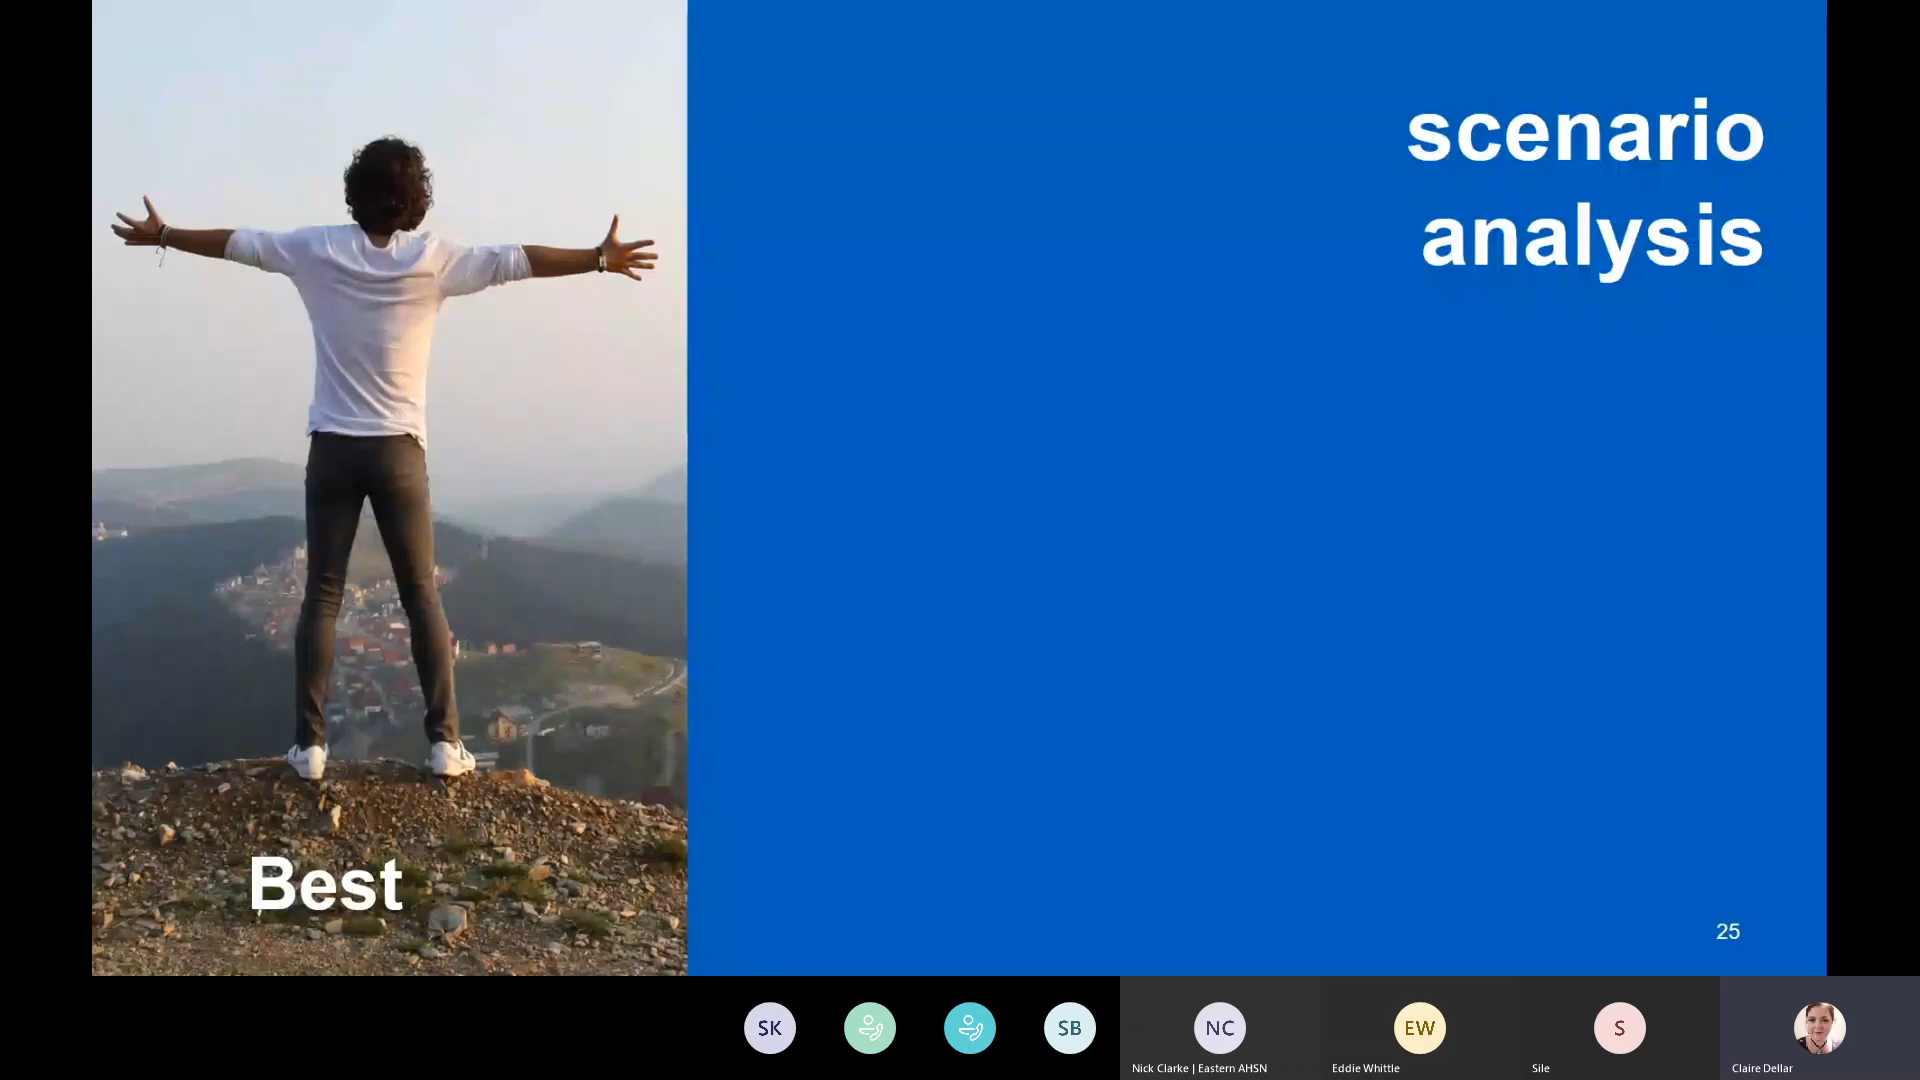 scenario
analysis
Best
25
SK
SB
NC
EW
S
Nick Clarke | Eastern AHSN
Eddie Whittle
Sile
Claire Dellar